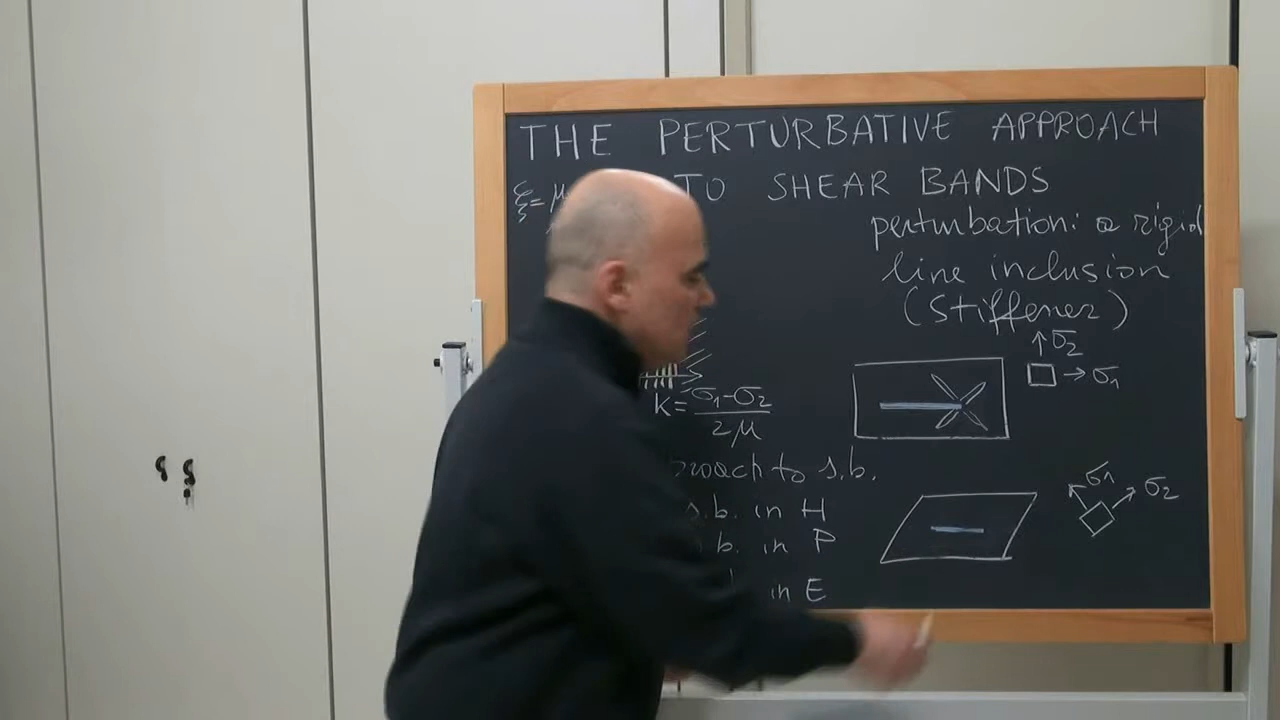 THE PERTURBATIVE APPROACH
TO SHEAR BANDS
ξ= μ
perturbation: a rigid
line inclusion
(stiffener)
σ2
σ1
k= σ1-σ2
2μ
to s.b.
s.b. in H
b. in P
in E
σ1
σ2